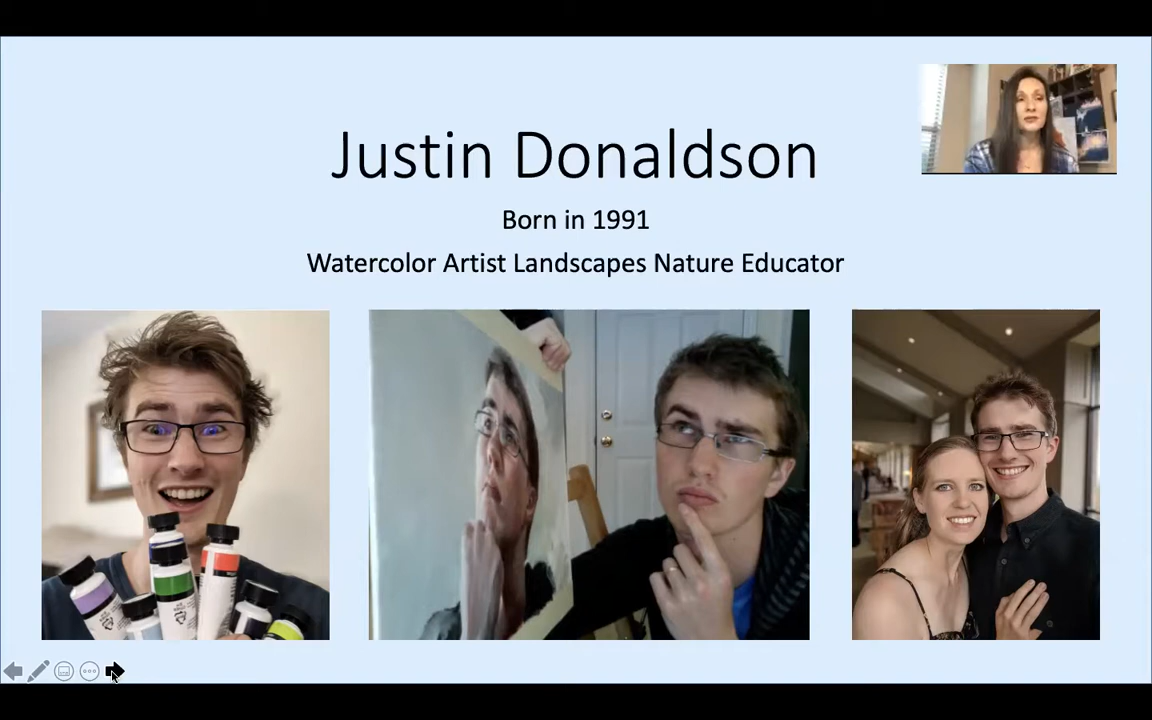 Justin Donaldson
Born in 1991
Watercolor Artist Landscapes Nature Educator